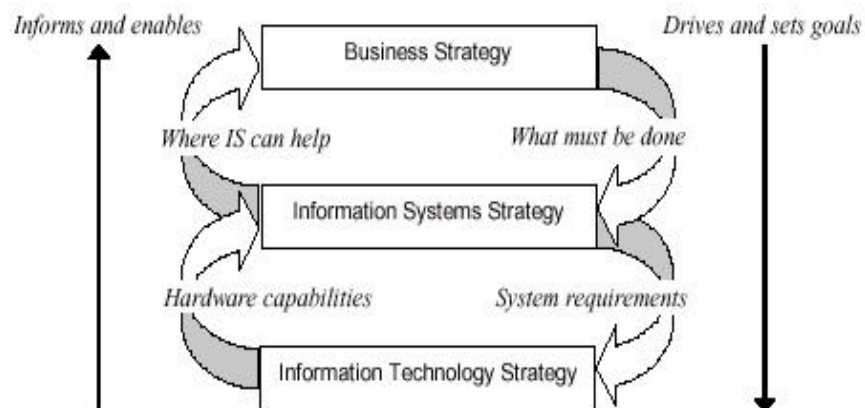 Informs and enables
Drives and sets goals
Business Strategy
Where IS can help
What must be done
Information Systems Strategy
Hardware capabilities
System requirements
Information Technology Strategy